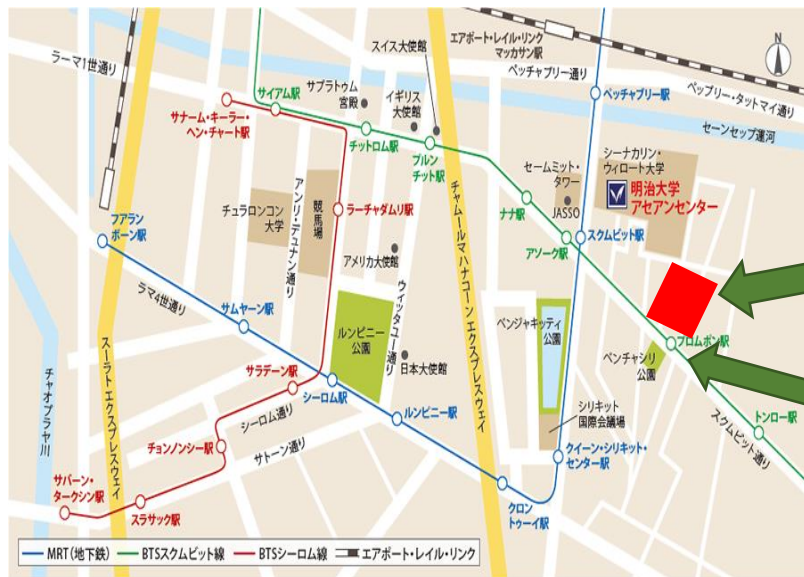 スイス大使館
エアポート・レイル・リンク
マッカサン駅
N
ラーマ1世通り
サイアム駅
サプラトゥム
宮殿
イギリス
大使館
ペッチャブリー通り
ペッチャブリー駅
ペップリー・タットマイ通り
サナーム・キーラー・
ヘン・チャート駅
チットロム駅
プルン
チット駅
センセップ運河
セームミット・
タワー
シーナカリン・
ウィロート大学
明治大学
アセアンセンター
JASSO
ナナ駅
アソーク駅
スクムビット駅
チュラロンコン
大学
アンリ・デュナン通り
競馬場
ラーチャダムリ駅
フアラン
ポーン駅
アメリカ大使館
ウィッタユー通り
チャムールマハナコーン エクスプレスウェイ
ラマ4世通り
サムヤーン駅
ルンピニー
公園
日本大使館
ベンジャキッティ
公園
プロムポン駅
ベンチャシリ
公園
サラデーン駅
シーロム駅
ルンピニー駅
シリキット
国際会議場
トンロー駅
スクムビット通り
チャオプラヤ川
スーラトエクスプレスウェイ
シーロム通り
サトーン通り
チョンノンシー駅
クイーン・シリキット・
センター駅
サパーン・
タークシン駅
スラサック駅
クロン
トゥーイ駅
MRT(地下鉄)
BTSスクムビット線
BTSシーロム線
エアポート・レイル・リンク